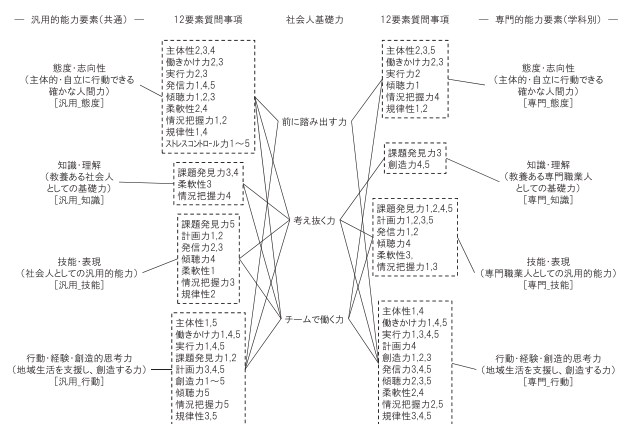 ― 汎用的能力要素(共通) ―
12要素質問事項
社会人基礎力
12要素質問事項
― 専門的能力要素(学科別) ―
態度・志向性
(主体的・自立に行動できる
確かな人間力)
[汎用_態度]
知識・理解
(教養ある社会人
としての基礎力)
[汎用_知識]
技能・表現
(社会人としての汎用的能力)
[汎用_技能]
行動・経験・創造的思考力
(地域生活を支援し、創造する力)
[汎用_行動]
主体性2,3,4
働きかけ力2,3
実行力2,3
発信力1,4,5
傾聴力1,2,3
柔軟性2,4
情況把握力1,2
規律性1,4
ストレスコントロール力1～5
課題発見力3,4
柔軟性3
情況把握力4
課題発見力5
計画力1,2
発信力2,3
傾聴力4
柔軟性1
情況把握力3
規律性2
主体性1,5
働きかけ力1,4,5
実行力1,4,5
課題発見力1,2
計画力3,4,5
創造力1～5
傾聴力5
情況把握力5
規律性3,5
前に踏み出す力
考え抜く力
チームで働く力
主体性2,3,5
働きかけ力2,3
実行力2
傾聴力1
情況把握力4
規律性1,2
課題発見力3
創造力4,5
課題発見力1,2,4,5
計画力1,2,3,5
発信力1,2
傾聴力4
柔軟性3,
情況把握力1,3
主体性1,4
働きかけ力1,4,5
実行力1,3,4,5
計画力4
創造力1,2,3
発信力3,4,5
傾聴力2,3,5
柔軟性2,4
情況把握力2,5
規律性3,4,5
態度・志向性
(主体的・自立に行動できる
確かな人間力)
[専門_態度]
知識・理解
(教養ある専門職業人
としての基礎力)
[専門_知識]
技能・表現
(専門職業人としての汎用的能力)
[専門_技能]
行動・経験・創造的思考力
(地域生活を支援し、創造する力)
[専門_行動]